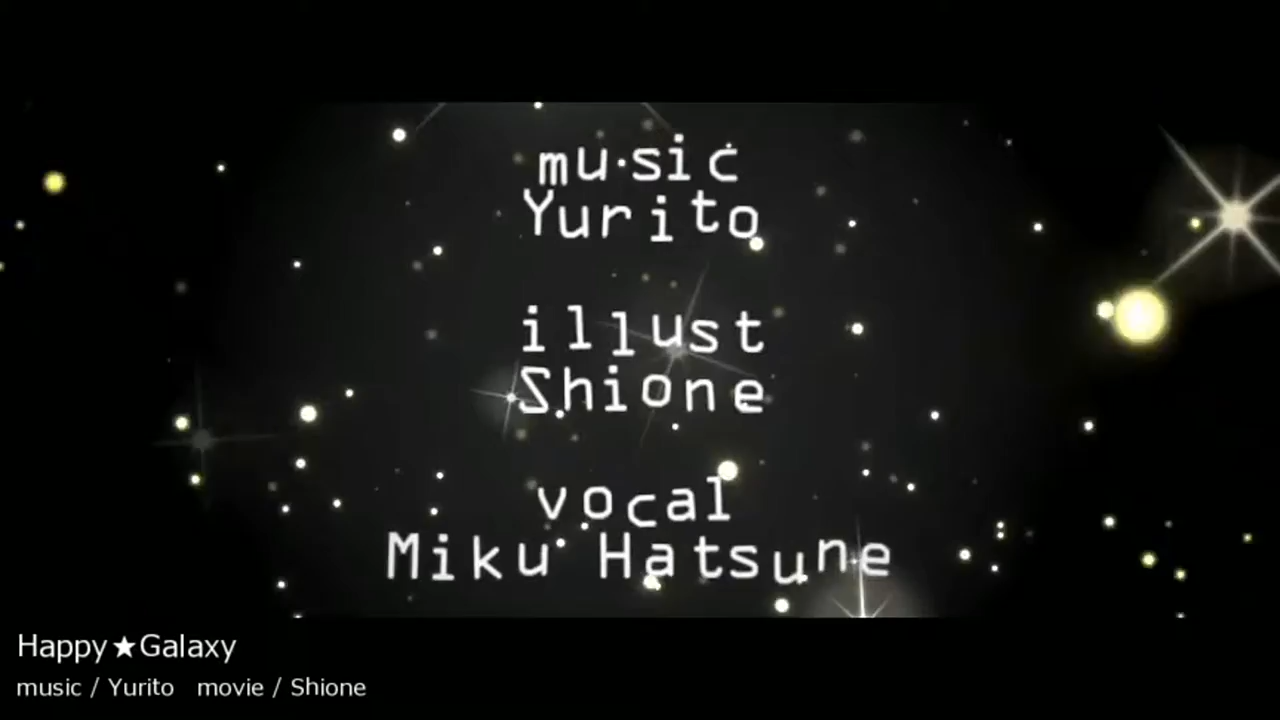 music
Yurito
illust
Shione
vocal
Miku Hatsune
Happy★Galaxy
music / Yurito movie / Shione